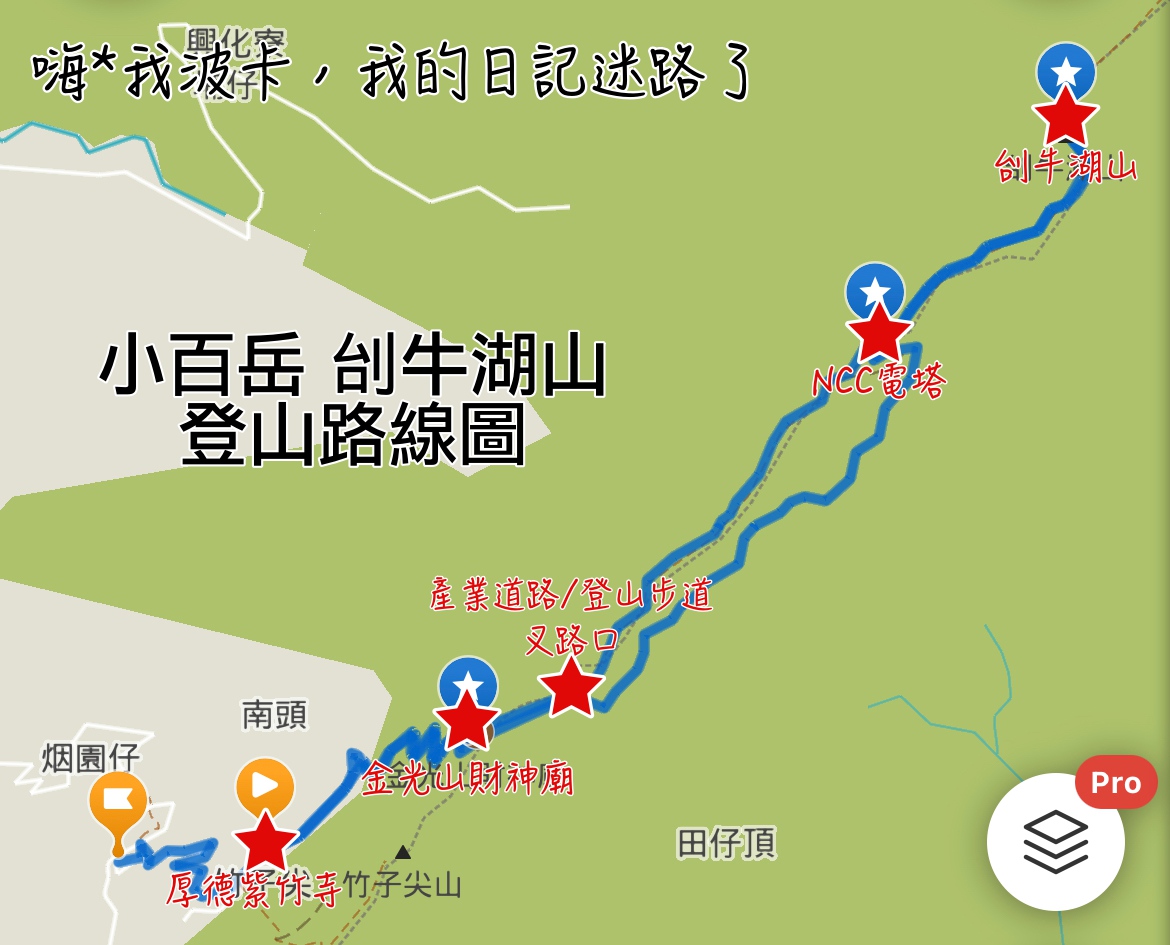 興化寮
嗨*我波卡，我的日記迷路了
刣牛湖山
NCC電塔
小百岳 刣牛湖山
登山路線圖
產業道路/登山步道
叉路口
南頭
烟園仔
金光山財神廟
Pro
田仔頂
厚德紫竹寺
竹子尖山